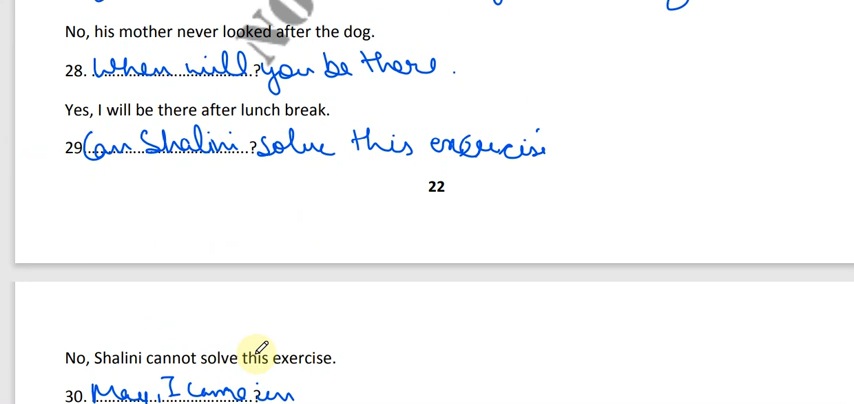 No, his mother never looked after the dog.
28. When will ? you be there .
Yes, I will be there after lunch break.
29 Can Shalini ? solve this exercise
22
No, Shalini cannot solve this exercise.
30. May I come in